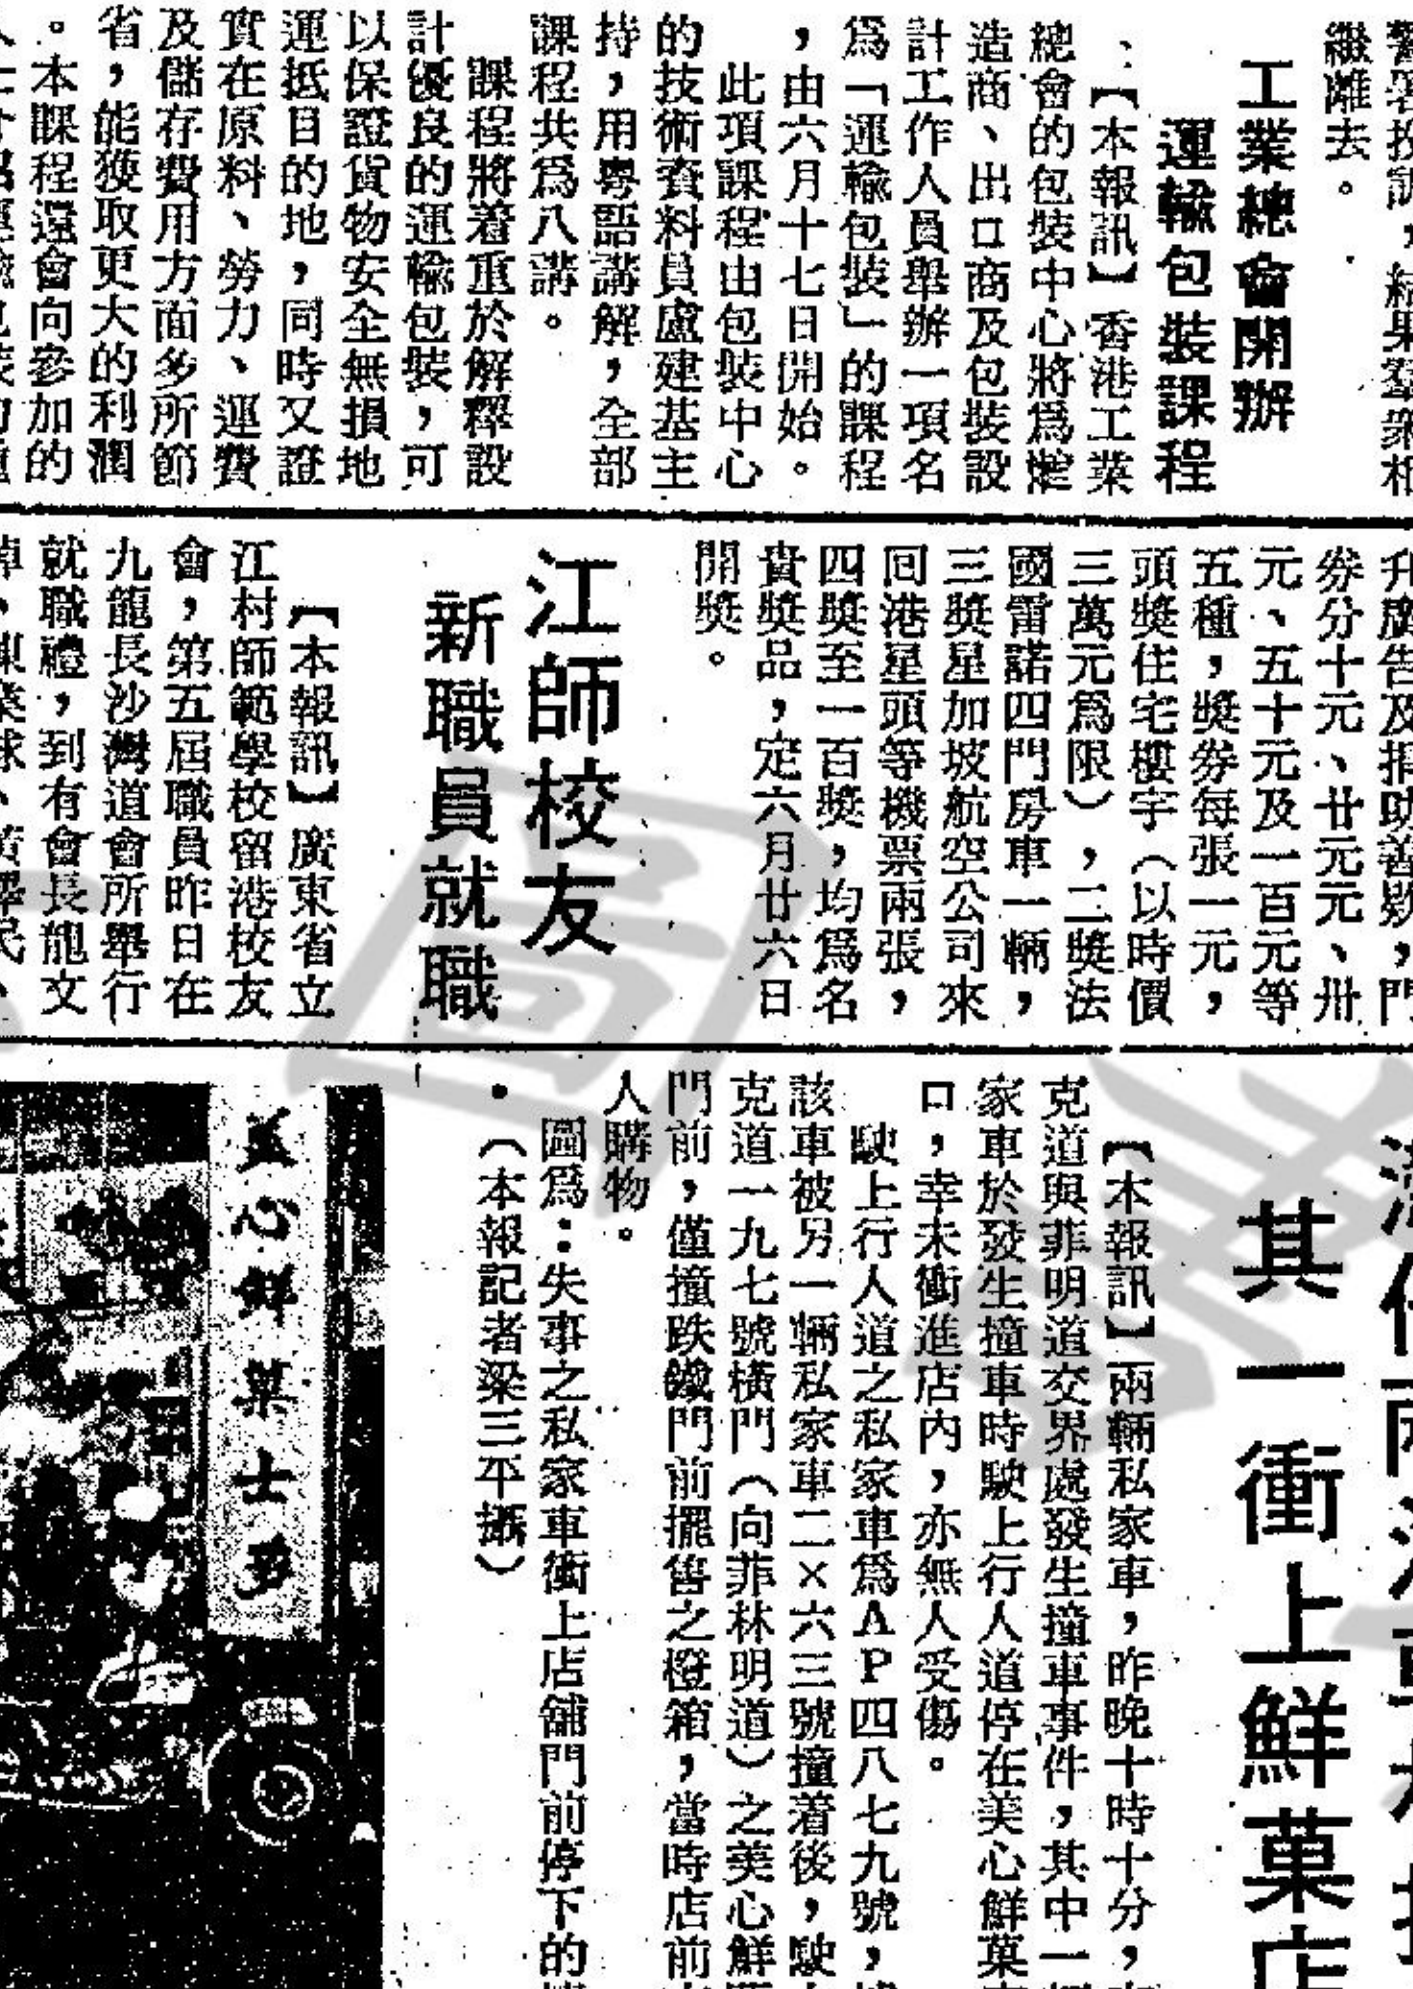 繼離去。
工業總會開辦
運輸包裝課程
【本報訊】香港工業
總會的包裝中心將爲
造商、出口商及包裝設
計工作人員舉辦一項名
爲「運輸包裝」的課程
，由六月十七日開始。
此項課程由包裝中心
的技術資料員盧建基主
持，用粵語講解，全部
課程共爲八講。
課程將着重於解釋設
計優良的運輸包裝，可
以保證貨物安全無損地
運抵目的地，同時又證
實在原料、勞力、運費
及儲存費用方面多所節
省，能獲取更大的利潤
。本課程還會向參加的
升廣告及捐助善欵，門
券分十元、廿元元、卅
元、五十元及一百元等
五種，獎券每張一元，
頭獎住宅樓宇（以時價
三萬元爲限），二獎法
國雷諾四門房車一輛，
三獎星加坡航空公司來
回港星頭等機票兩張，
四獎至一百獎，均爲名
貴獎品，定六月廿六日
開獎。
江師校友
新職員就職
【本報訊】廣東省立
江村師範學校留港校友
會，第五屆職員昨日在
九龍長沙灣道會所舉行
就職禮，到有會長龍文
其一衝上鮮菓店
【本報訊】兩輛私家車，昨晚十時十分，
克道與菲明道交界處發生撞車事件，其中一
家車於發生撞車時駛上行人道停在美心鮮菓
口，幸未衝進店內，亦無人受傷。
駛上行人道之私家車爲AP四八七九號，
該車被另一輛私家車二×六三號撞着後，駛
克道一九七號橫門（向菲林明道）之美心鮮
門前，僅撞跌鐵門前擺售之橙箱，當時店前
人購物。
圖爲：失事之私家車衝上店舖門前停下的
。（本報記者梁三平攝）
美心鮮菓士多